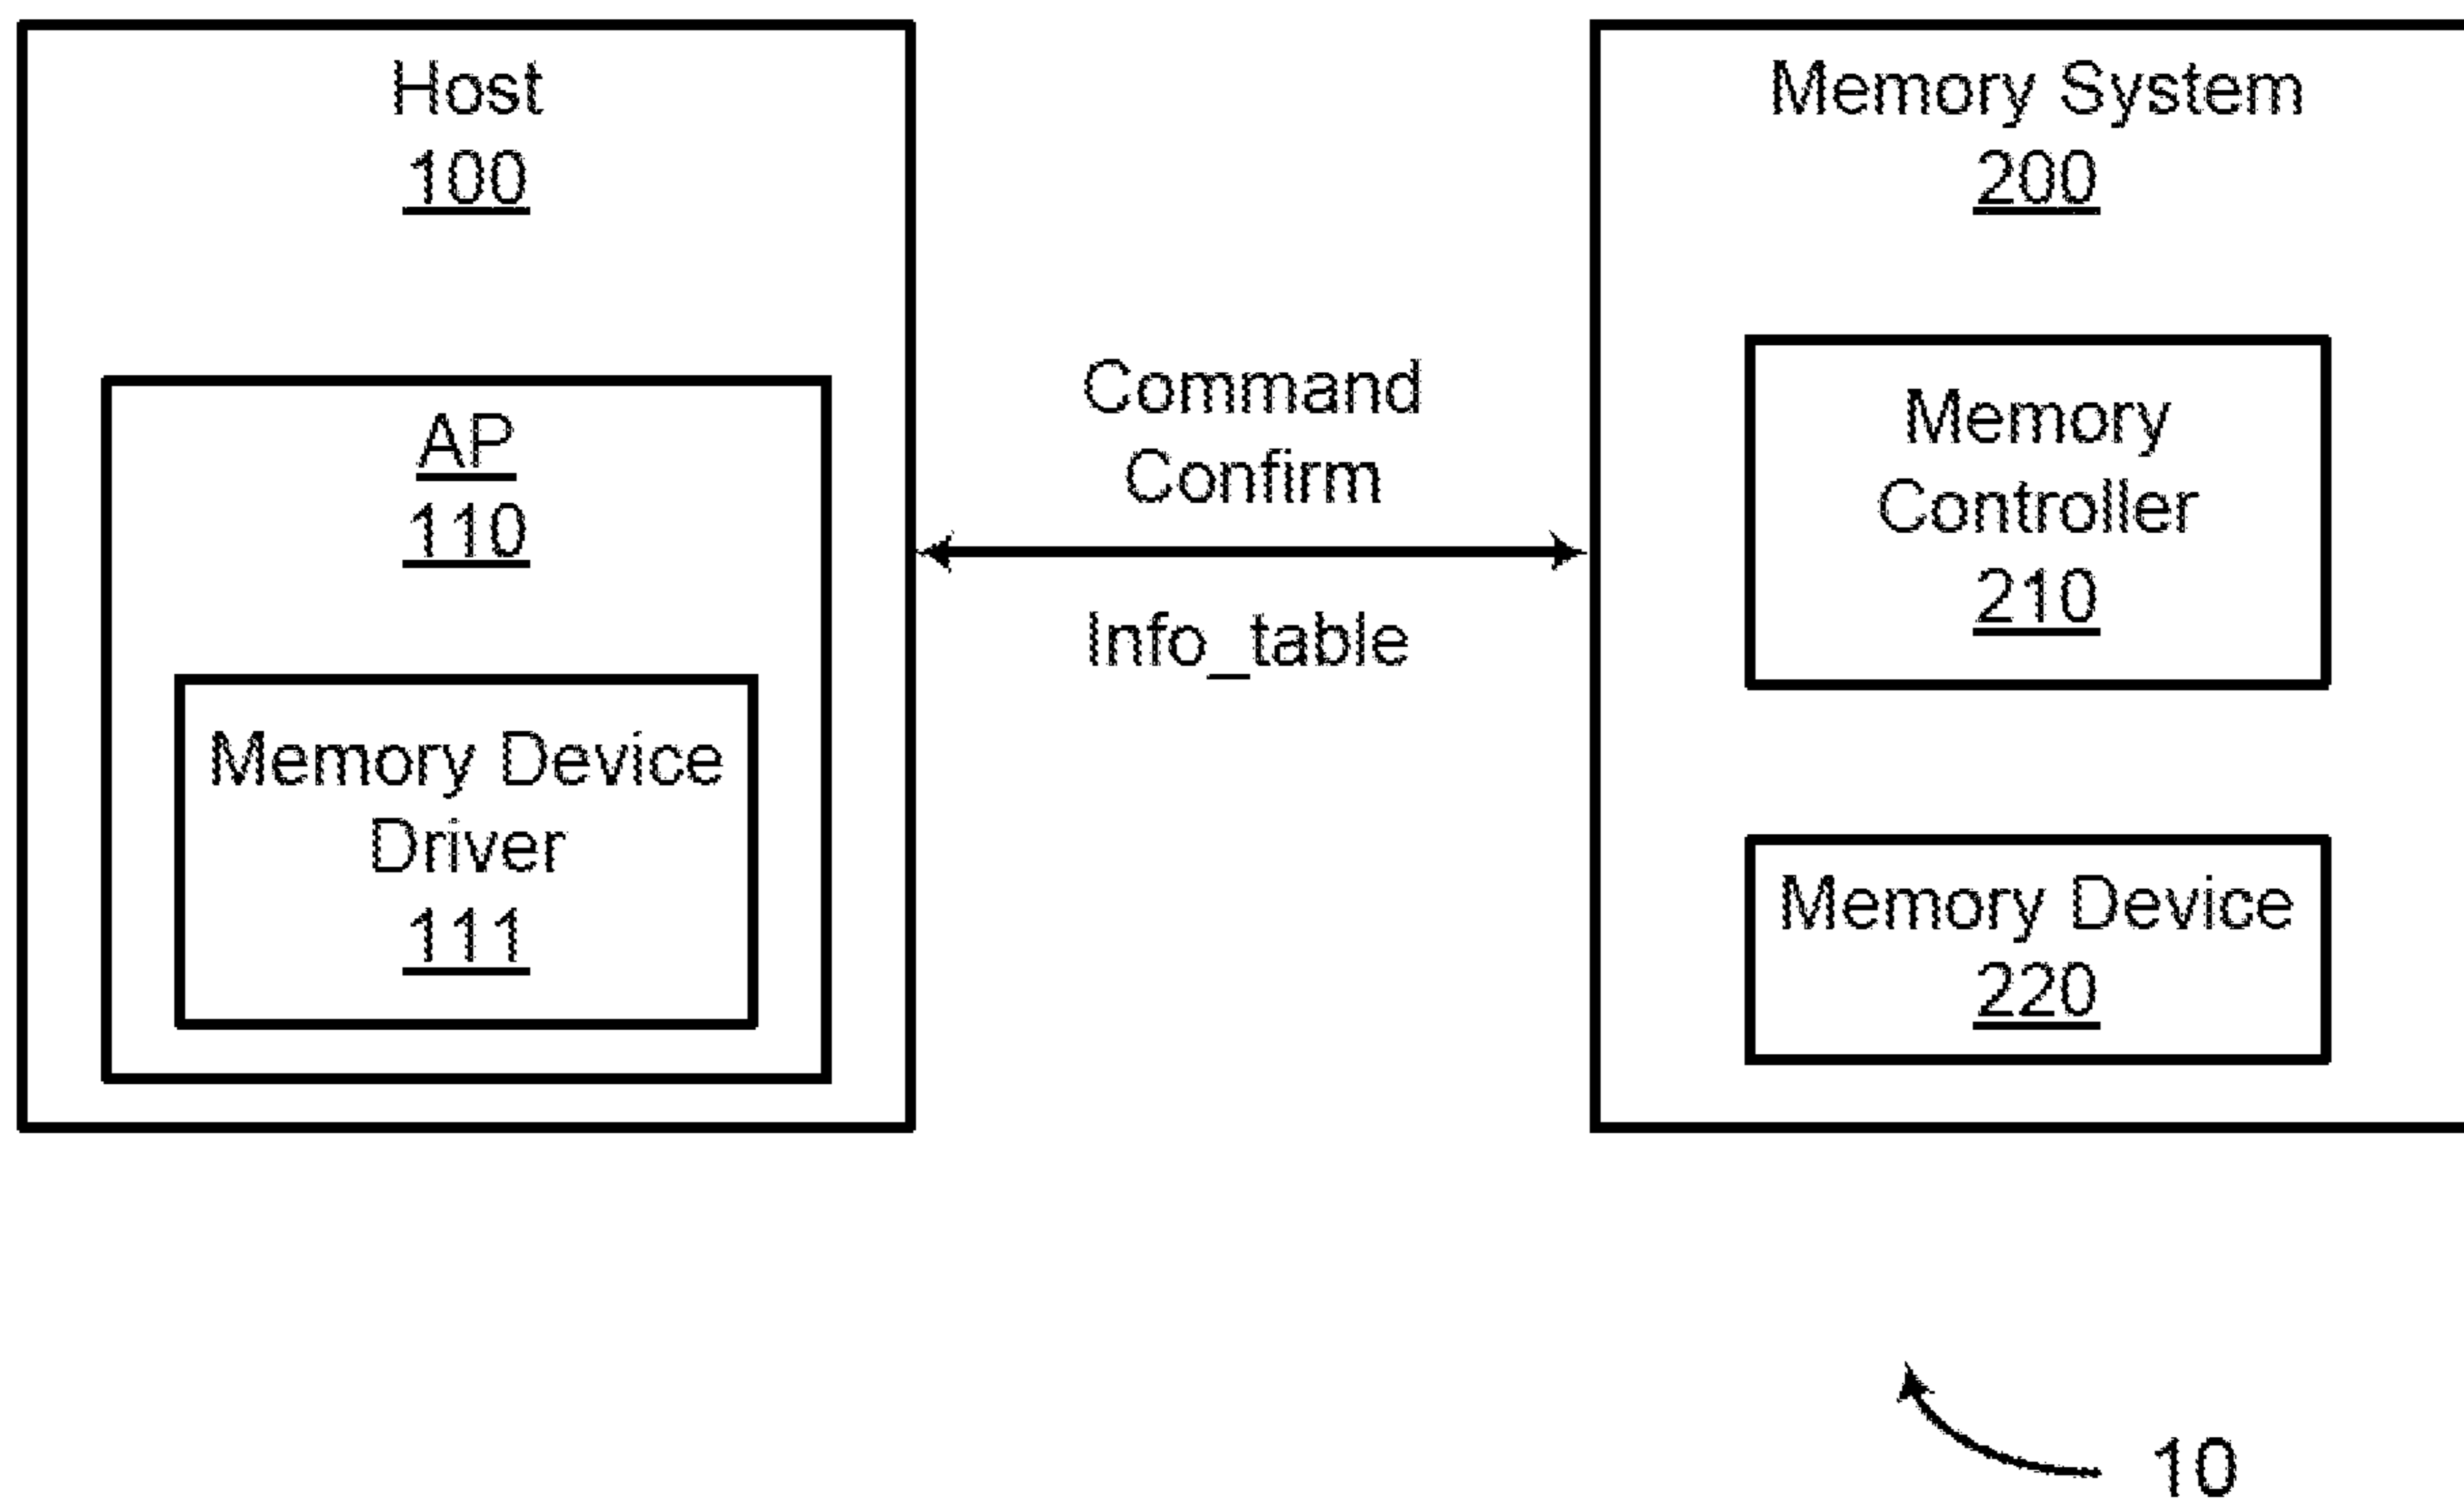 Host
100
AP
110
Memory Device
Driver
111
Command
Confirm
Info_table
Memory System
200
Memory
Controller
210
Memory Device
220
10